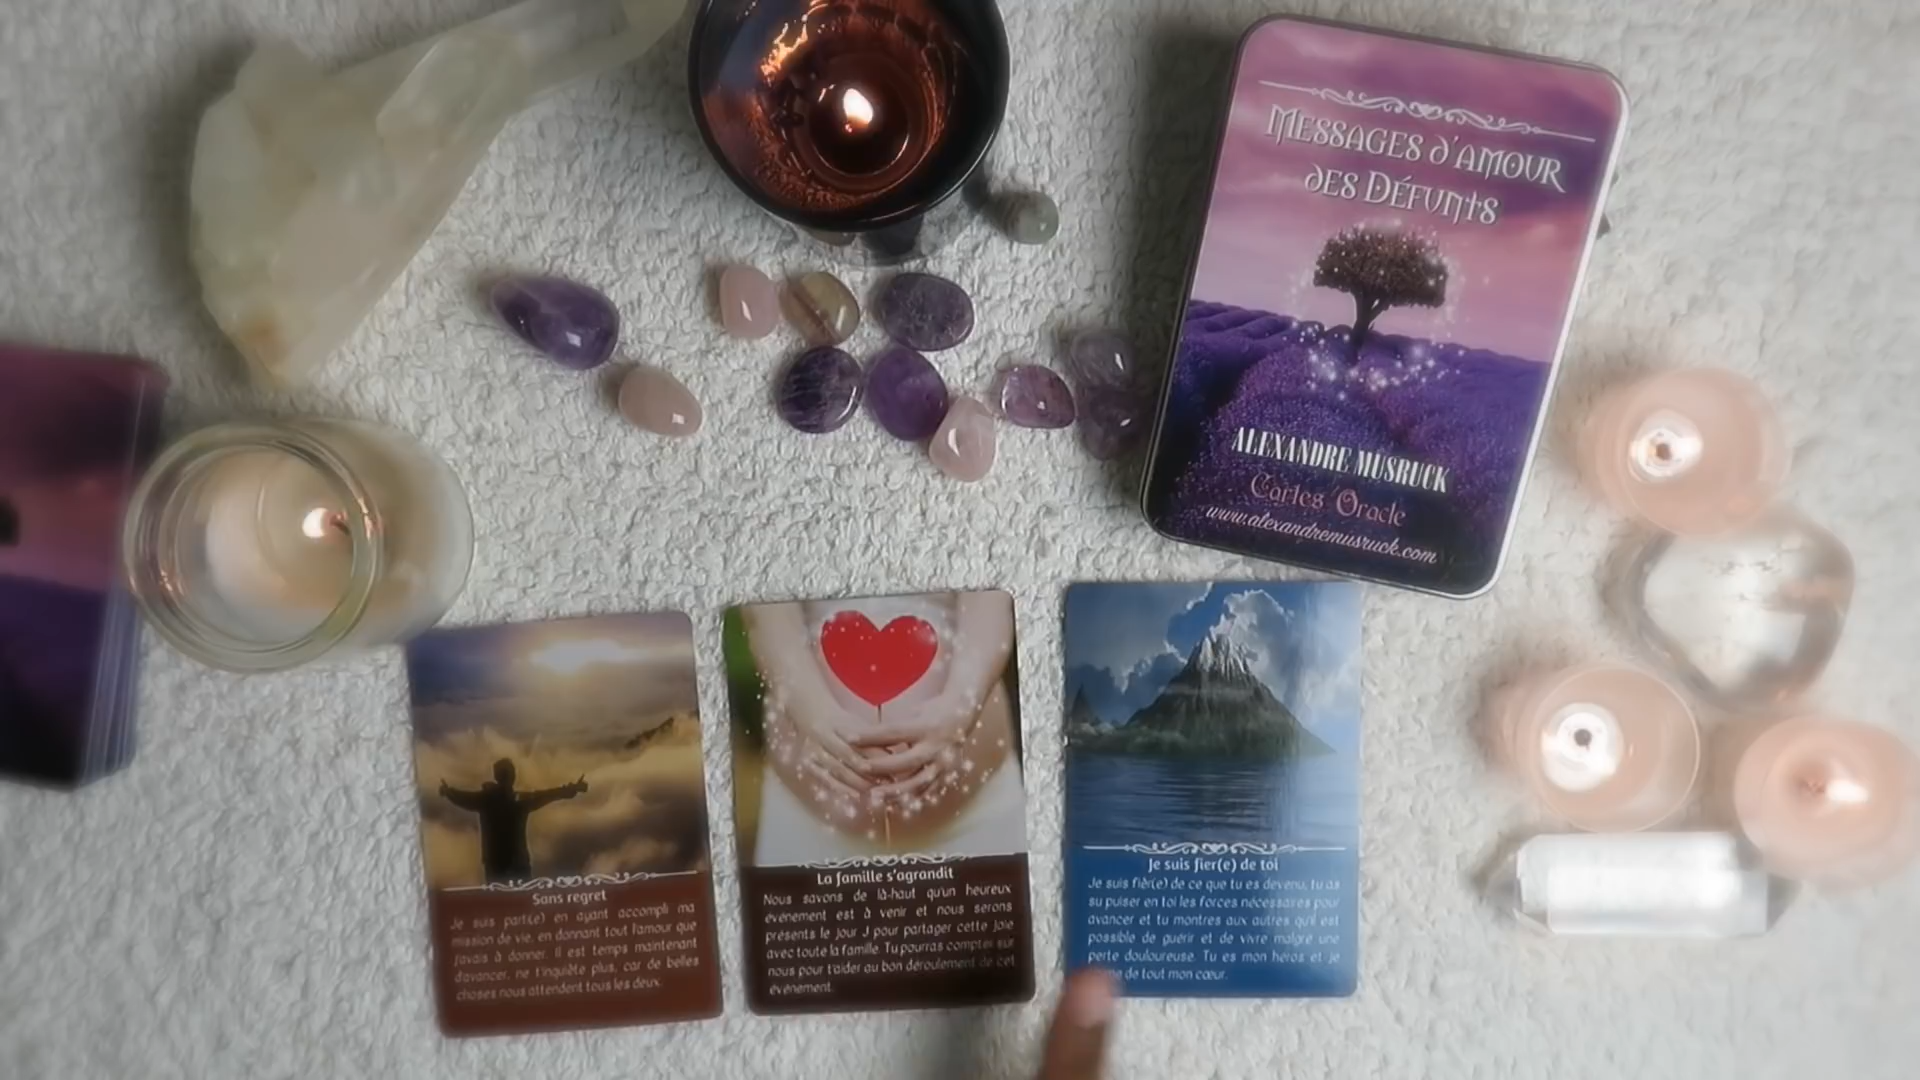 MESSAGES D'AMOUR
DES DÉFUNTS
ALEXANDRE MUSRUCK
Cartes Oracle
www.alexandremusruck.com
Sans regret
Je suis parti(e) en ayant accompli ma
mission de vie, en donnant tout l'amour que
j'avais à donner. Il est temps maintenant
d'avancer, ne t'inquiète plus, car de belles
choses nous attendent tous les deux.
La famille s'agrandit
Nous savons de là-haut qu'un heureux
événement est à venir et nous serons
présents le jour J pour partager cette joie
avec toute la famille. Tu pourras compter sur
nous pour t'aider au bon déroulement de cet
événement.
Je suis fier(e) de toi
Je suis fièr(e) de ce que tu es devenu, tu as
su puiser en toi les forces nécessaires pour
avancer et tu montres aux autres qu'il est
possible de guérir et de vivre malgré une
perte douloureuse. Tu es mon héros et je
de tout mon cœur.